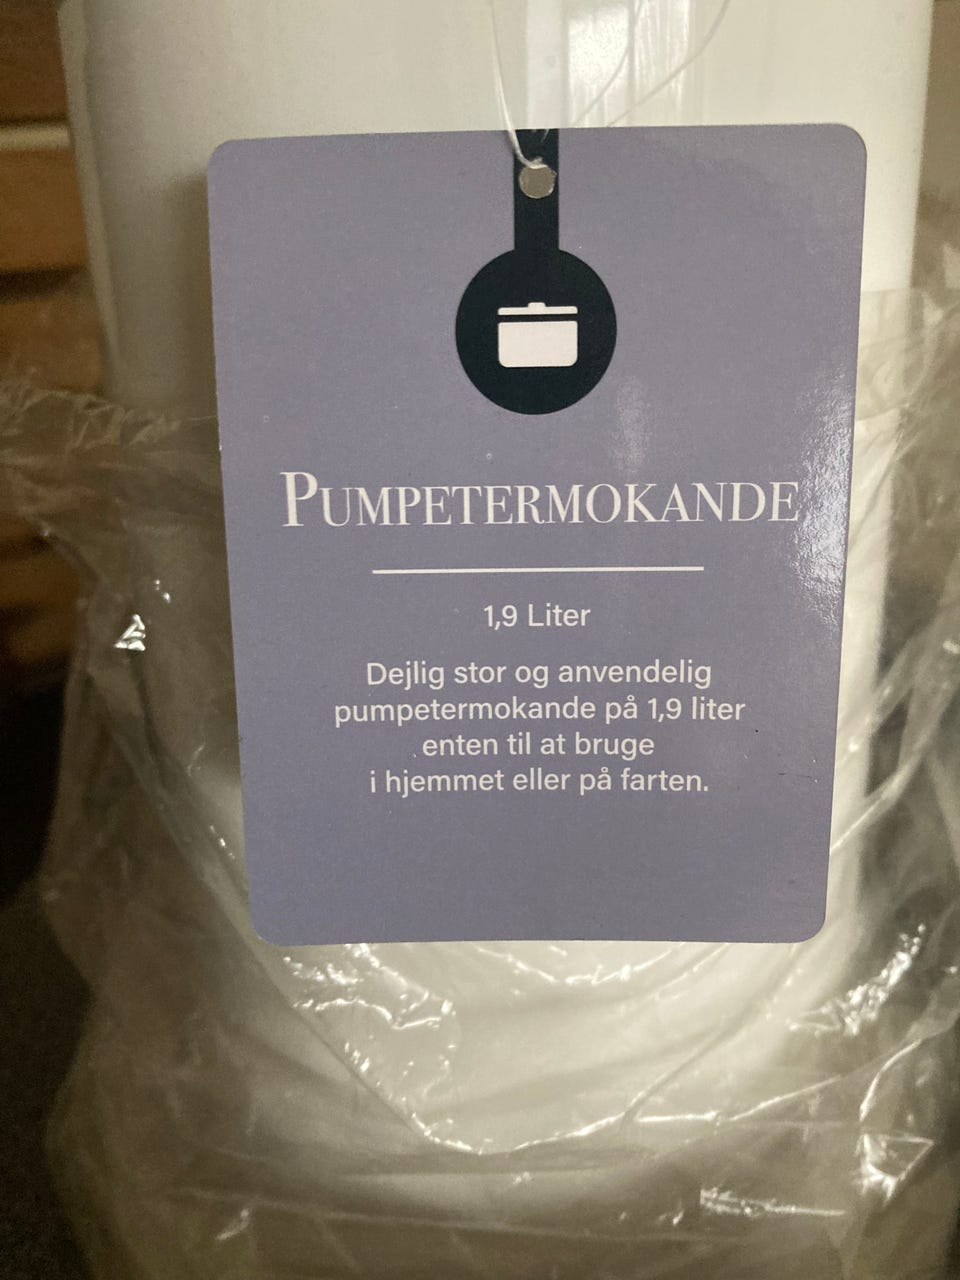 PUMPETERMOKANDE
1,9 Liter
Dejlig stor og anvendelig
pumpetermokande på 1,9 liter
enten til at bruge
i hjemmet eller på farten.